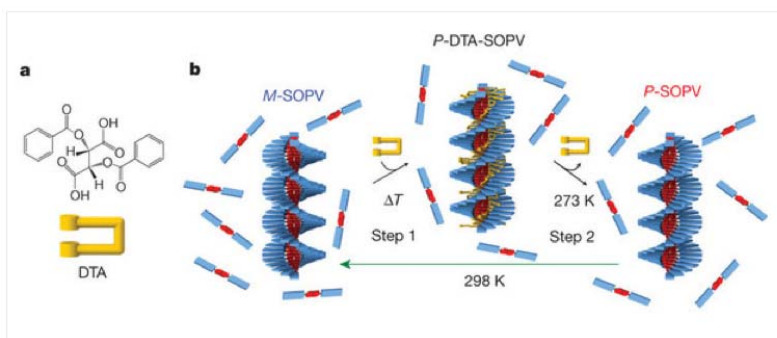 a
O
O
OH
O
H
O
O
H
O
OH
O
DTA
b
M-SOPV
P-DTA-SOPV
P-SOPV
ΔT
Step 1
273 K
Step 2
298 K